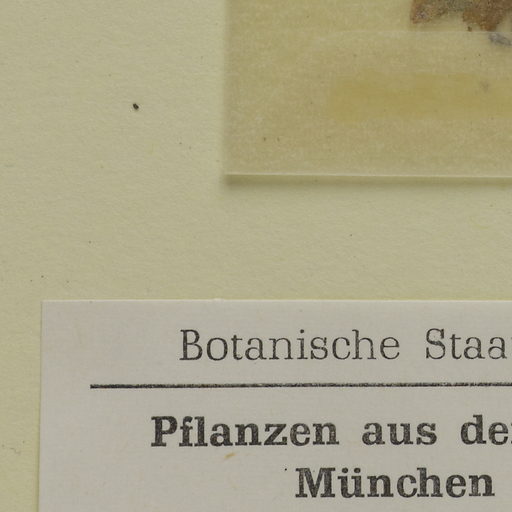 Botanische Staa
Pflanzen aus de
München